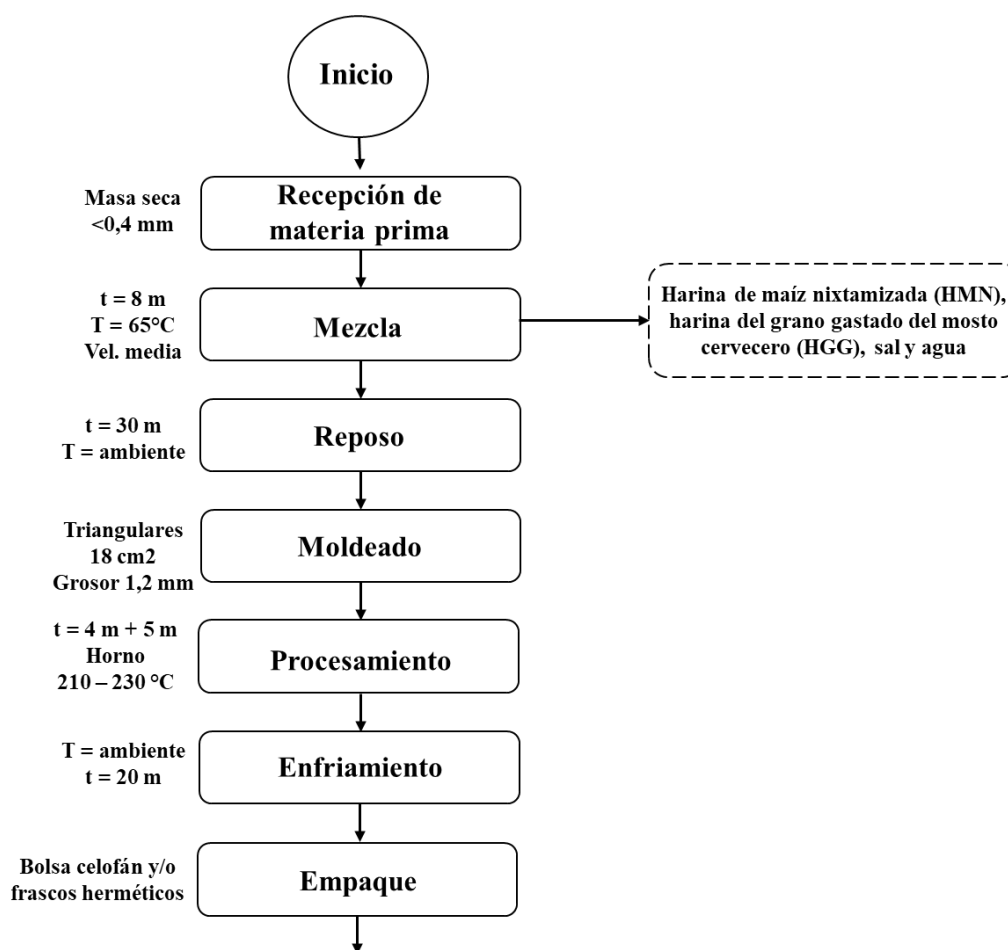 Inicio
Masa seca
<0,4 mm
Recepción de
materia prima
t = 8 m
T = 65°C
Vel. media
Mezcla
Harina de maíz nixtamizada (HMN),
harina del grano gastado del mosto
cervecero (HGG), sal y agua
t = 30 m
T = ambiente
Reposo
Triangulares
18 cm2
Grosor 1,2 mm
Moldeado
t = 4 m + 5 m
Horno
210 – 230 °C
Procesamiento
T = ambiente
t = 20 m
Enfriamiento
Bolsa celofán y/o
frascos herméticos
Empaque